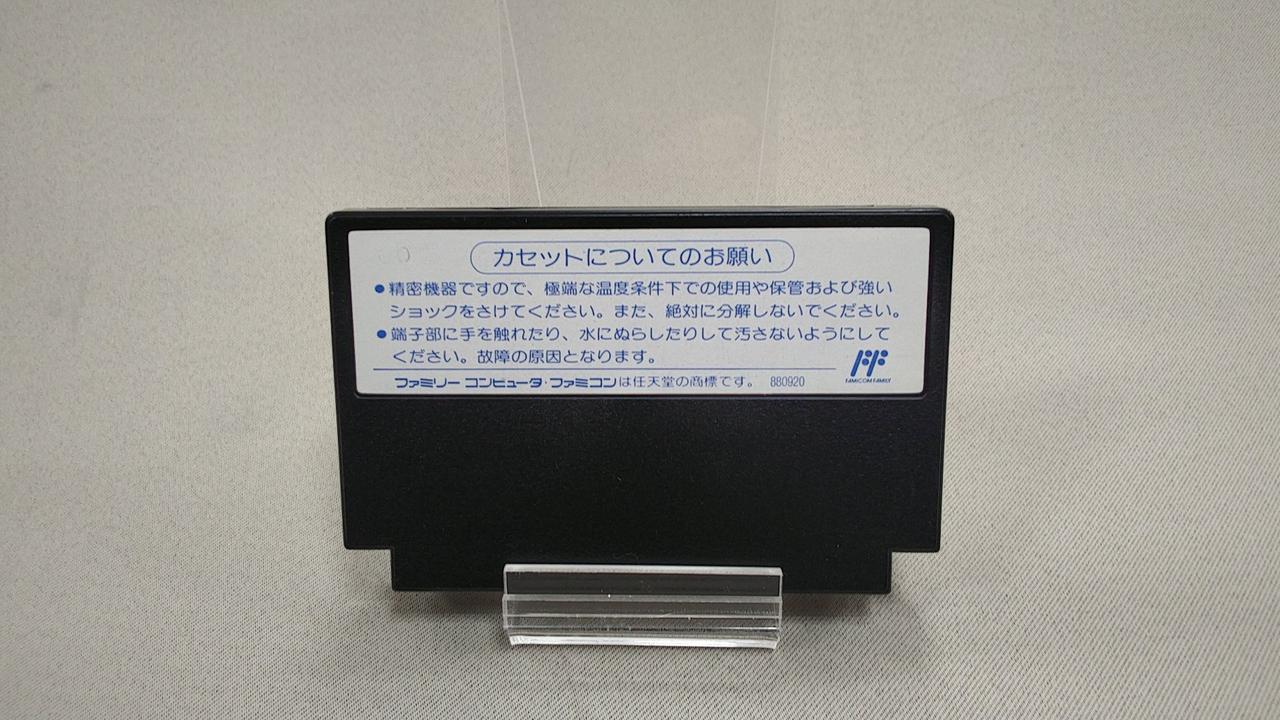 カセットについてのお願い
●精密機器ですので、極端な温度条件下での使用や保管および強い
ショックをさけてください。また、絶対に分解しないでください。
●端子部に手を触れたり、水にぬらしたりして汚さないようにして
ください。故障の原因となります。
FF
FAMICOM FAMILY
ファミリーコンピュータ・ファミコンは任天堂の商標です。 880920